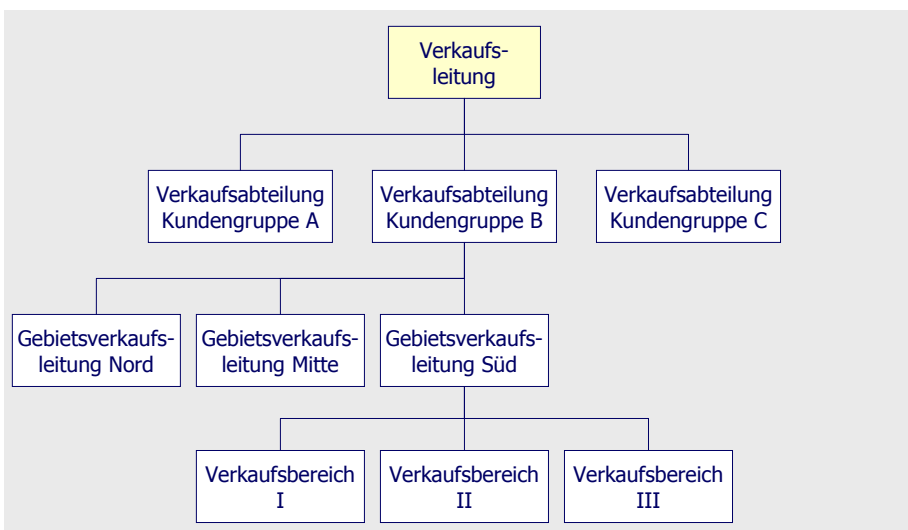 Verkaufs-
leitung
Verkaufsabteilung
Kundengruppe A
Verkaufsabteilung
Kundengruppe B
Verkaufsabteilung
Kundengruppe C
Gebietsverkaufs-
leitung Nord
Gebietsverkaufs-
leitung Mitte
Gebietsverkaufs-
leitung Süd
Verkaufsbereich
I
Verkaufsbereich
II
Verkaufsbereich
III